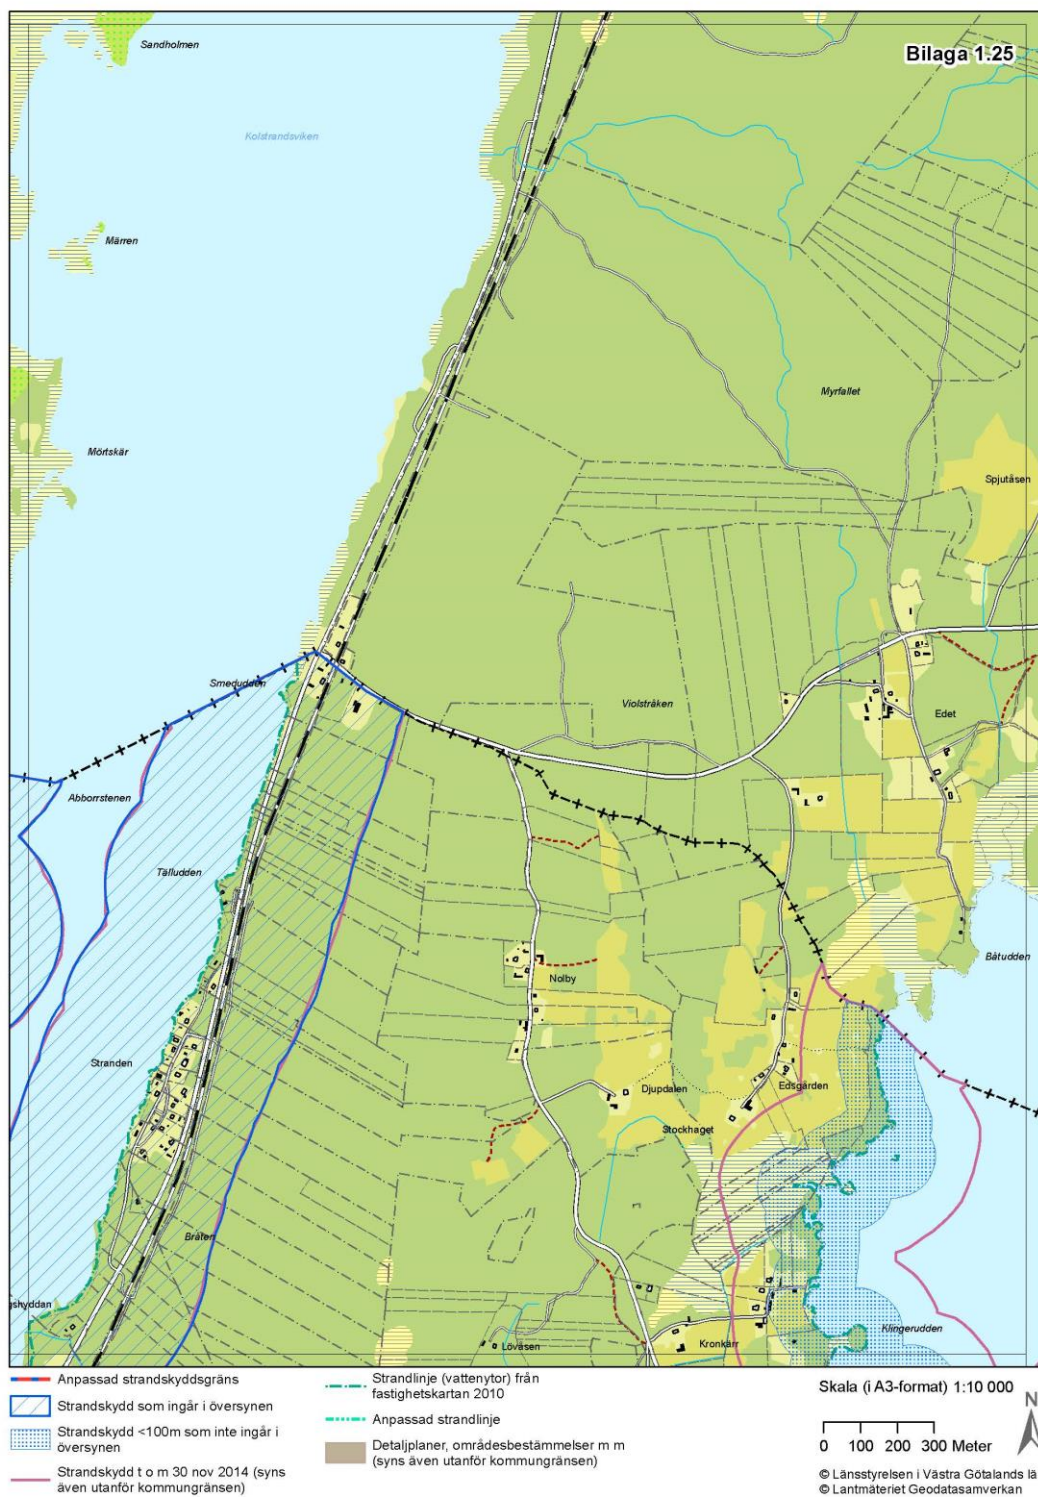 Sandholmen
Bilaga 1.25
Kolstrandsviken
Märren
Myrfallet
Mörtskär
Spjutåsen
Smedudden
Violstråken
Edet
Abborrstenen
Tälludden
Båtudden
Nolby
Stranden
Djupdalen
Edsgården
Stockhaget
Bråten
gshyddan
Klingerudden
Lövåsen
Kronkärr
Anpassad strandskyddsgräns
Strandskydd som ingår i översynen
Strandskydd <100m som inte ingår i
översynen
Strandskydd t o m 30 nov 2014 (syns
även utanför kommungränsen)
Strandlinje (vattenytor) från
fastighetskartan 2010
Anpassad strandlinje
Detaljplaner, områdesbestämmelser m m
(syns även utanför kommungränsen)
Skala (i A3-format) 1:10 000
N
0 100 200 300 Meter
© Länsstyrelsen i Västra Götalands lä
© Lantmäteriet Geodatasamverkan